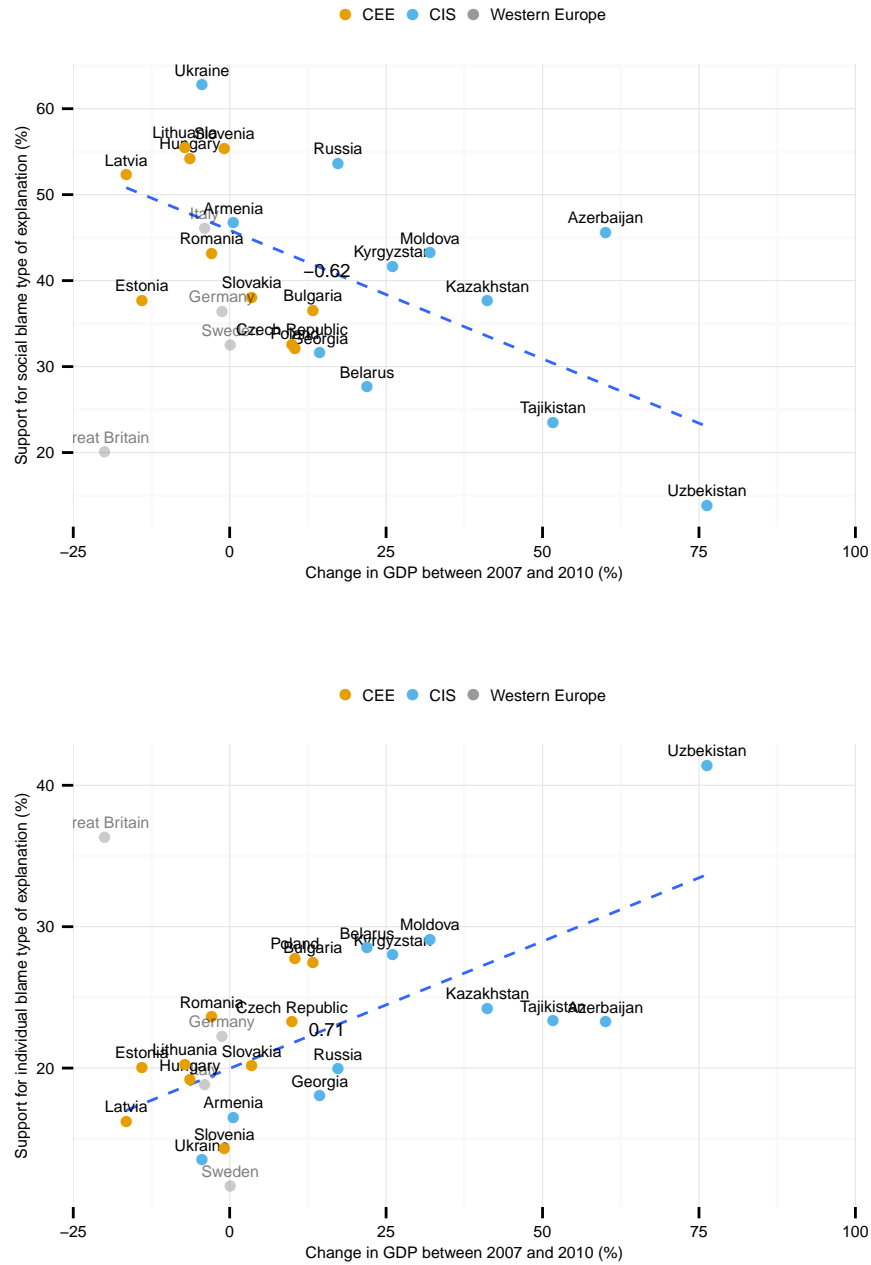 CEE CIS Western Europe
Support for social blame type of explanation (%)
60
50
40
30
20
Ukraine
Lithuania
Slovenia
Hungary
Latvia
Russia
Armenia
Italy
Azerbaijan
Romania
Moldova
Kyrgyzstan
−0.62
Estonia
Slovakia
Kazakhstan
Germany
Bulgaria
Sweden
Czech Republic
Poland
Georgia
Belarus
Tajikistan
reat Britain
Uzbekistan
−25 0 25 50 75 100
Change in GDP between 2007 and 2010 (%)
CEE CIS Western Europe
Support for individual blame type of explanation (%)
40
30
20
Uzbekistan
reat Britain
Moldova
Belarus
Kyrgyzstan
Poland
Bulgaria
Kazakhstan
Romania
Czech Republic
Tajikistan
Azerbaijan
Germany
0.71
Estonia
Lithuania
Slovakia
Russia
Hungary
Italy
Georgia
Latvia
Armenia
Slovenia
Ukraine
Sweden
−25 0 25 50 75 100
Change in GDP between 2007 and 2010 (%)